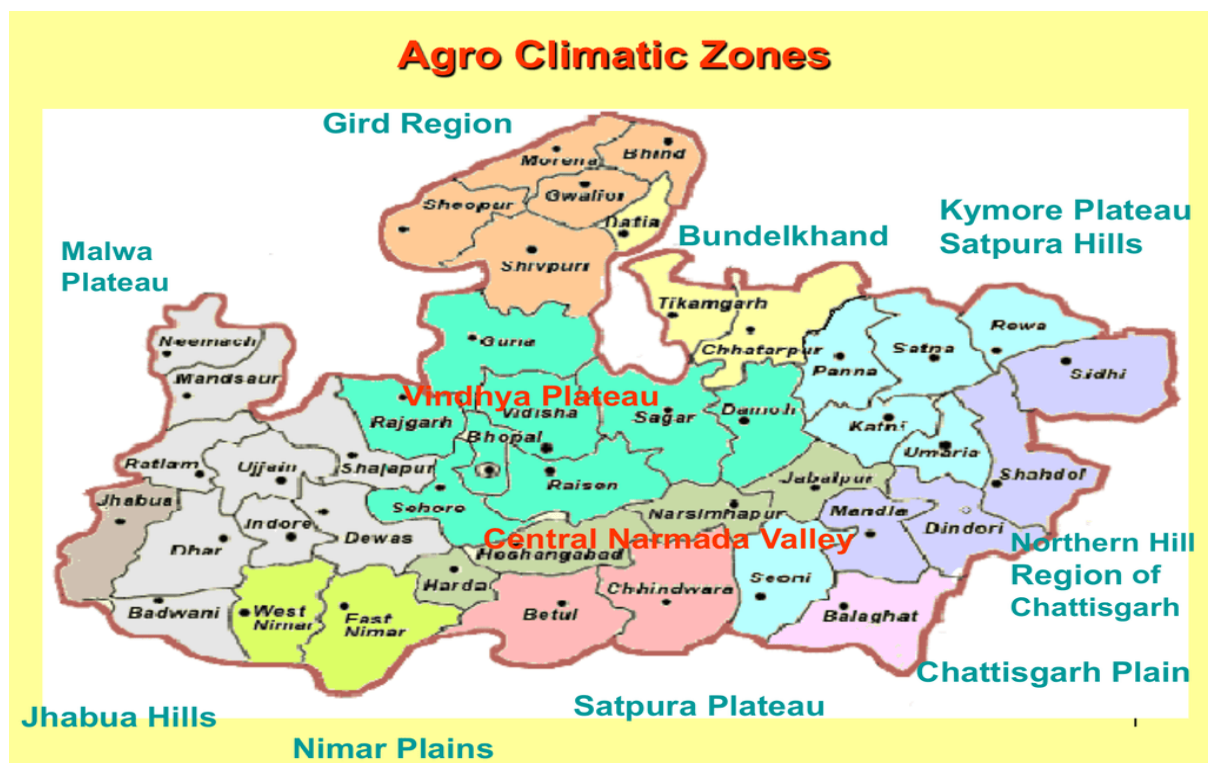 Agro Climatic Zones
Gird Region
Morena
Bhind
Gwalior
Sheopur
Datia
Shivpuri
Kymore Plateau
Satpura Hills
Bundelkhand
Malwa
Plateau
Tikamgarh
Chhatarpur
Rewa
Satna
Panna
Sidhi
Neemach
Mandsaur
Guna
Vindhya Plateau
Vidisha
Rajgarh
Sagar
Damoh
Katni
Bhopal
Umaria
Ratlam
Ujjain
Shajapur
Raisen
Jabalpur
Shahdol
Jhabua
Sehore
Narsimhapur
Mandla
Dindori
Indore
Dewas
Dhar
Central Narmada Valley
Hoshangabad
Northern Hill
Region of
Chattisgarh
Harda
Chhindwara
Seoni
Badwani
West
Nimar
East
Nimar
Betul
Balaghat
Chattisgarh Plain
Satpura Plateau
Jhabua Hills
Nimar Plains